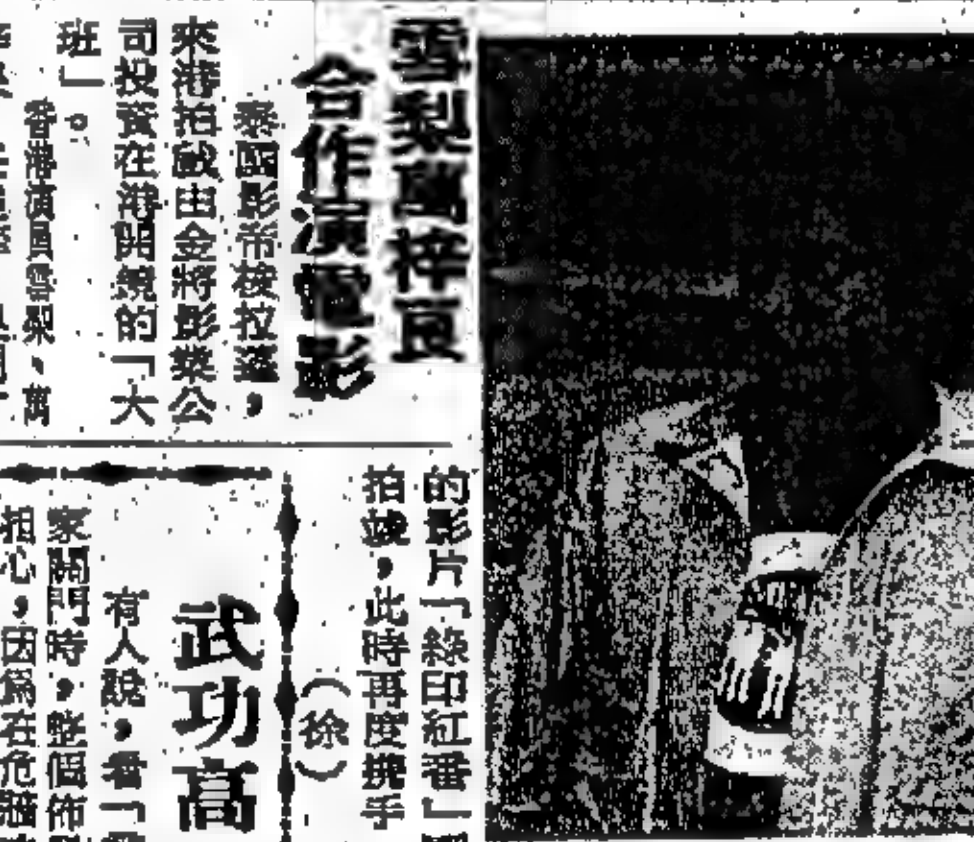 雪梨萬梓良
合作演電影
泰國影帝梭拉蓬，
來港拍戲由金將影業公
司投資在港開鏡的「大
班」。
香港演員雪梨、萬
的影片「綠印紅番」
拍竣，此時再度攜手
（徐）
武功高
有人說，看「
家關門時，整個佈
粗心，因為在危